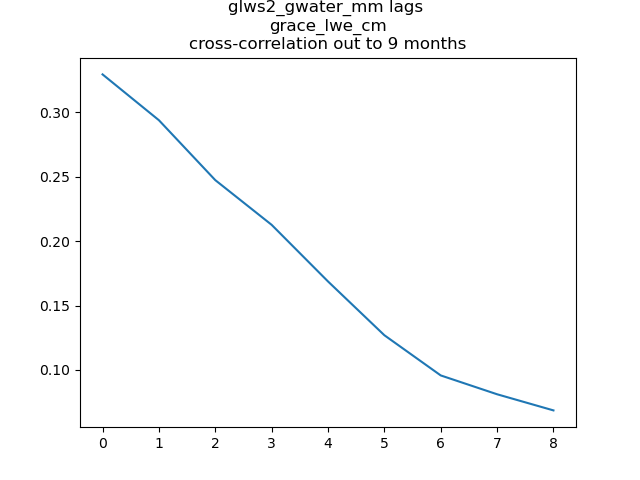 glws2_gwater_mm lags
grace_lwe_cm
cross-correlation out to 9 months
0.30
0.25
0.20
0.15
0.10
0 1 2 3 4 5 6 7 8